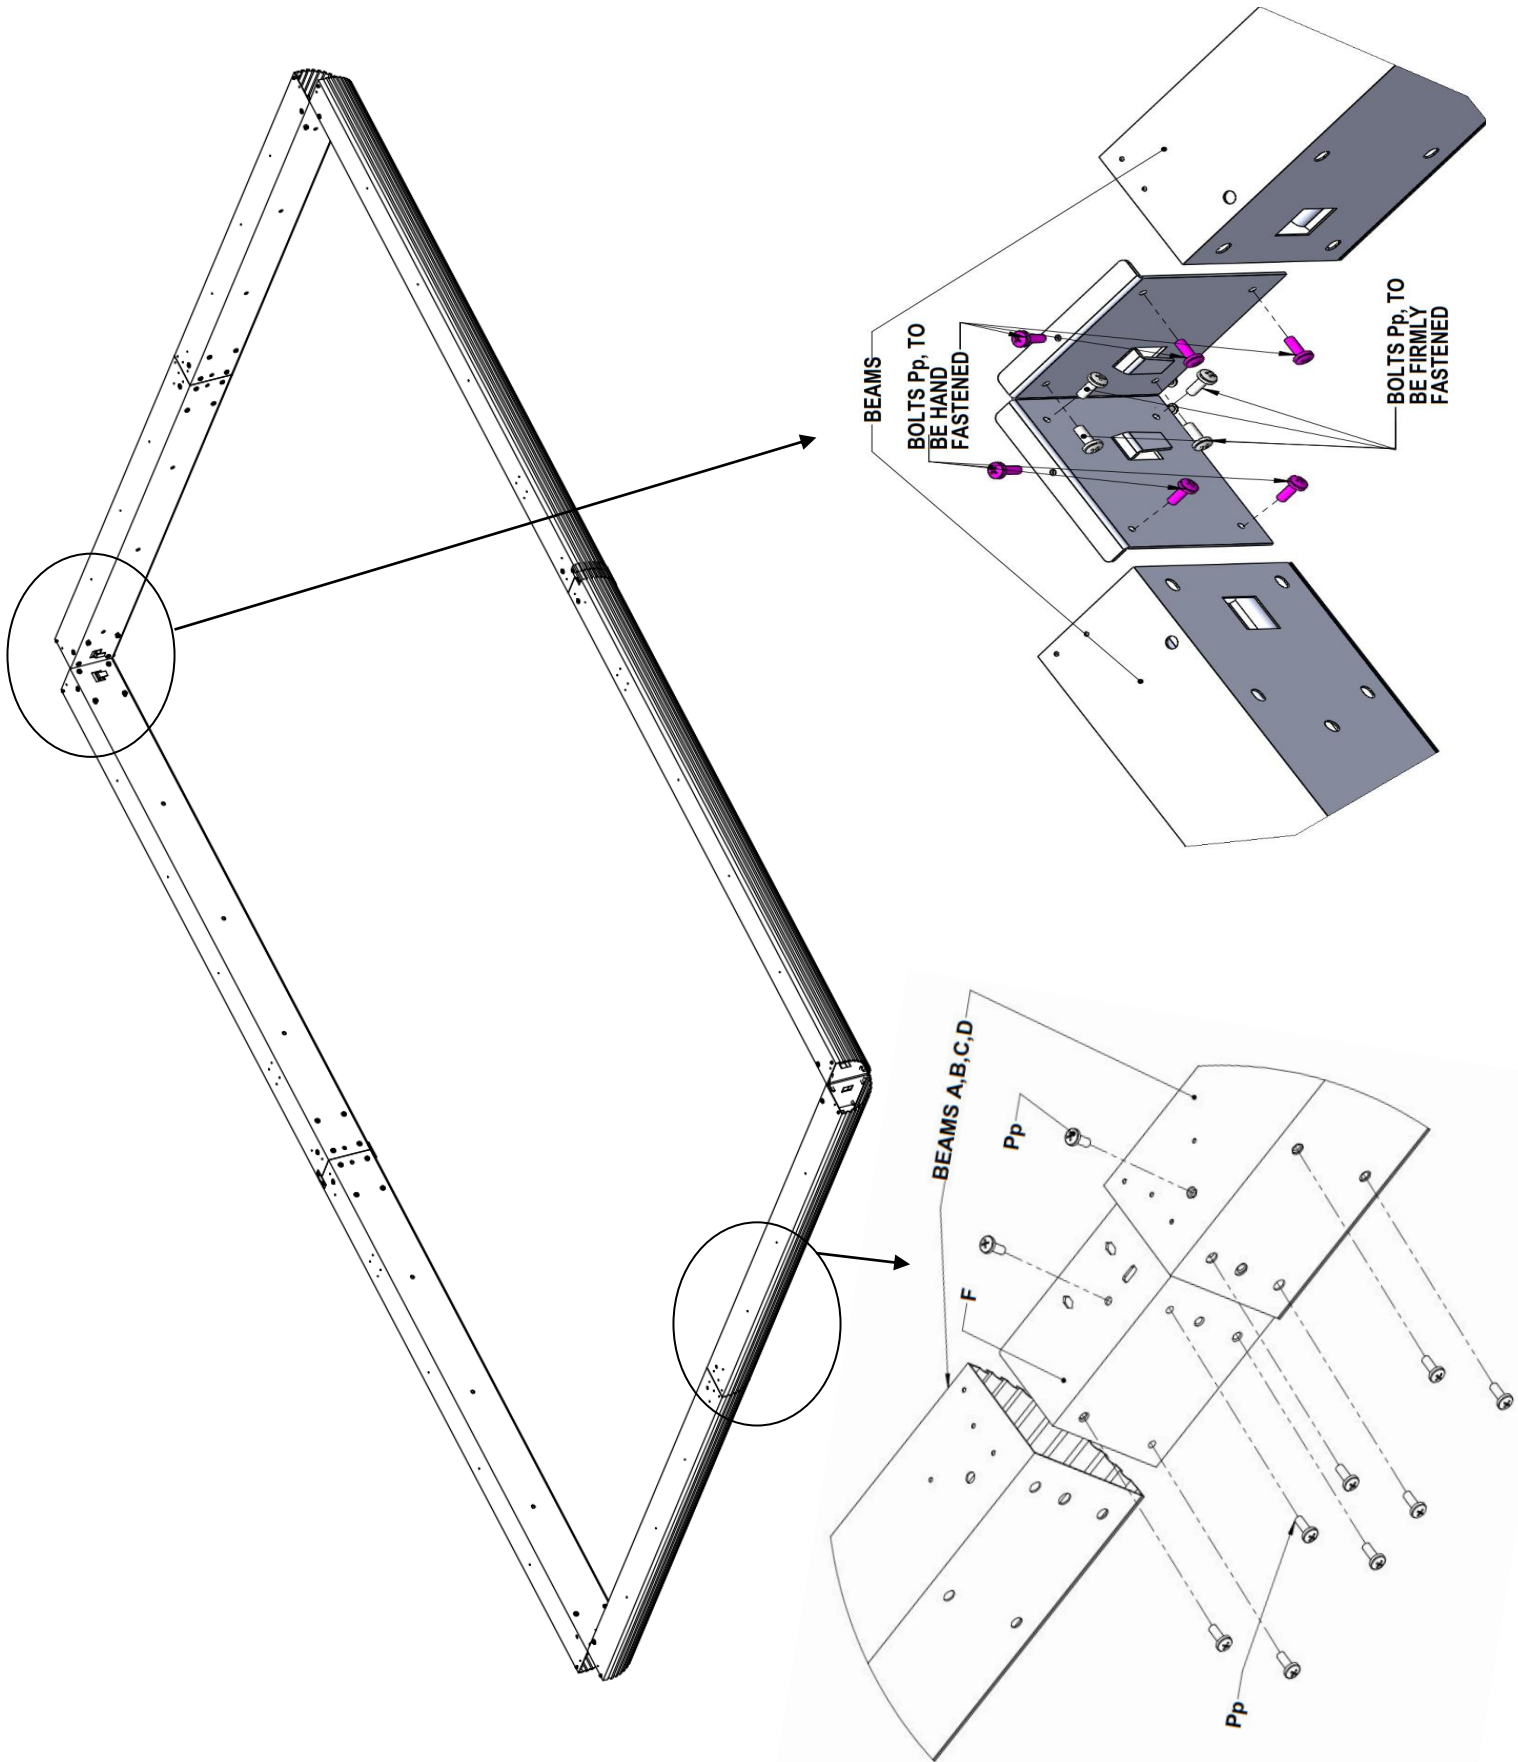 BEAMS
BOLTS Pp, TO
BE HAND
FASTENED
BOLTS Pp, TO
BE FIRMLY
FASTENED
BEAMS A,B,C,D
Pp
F
Pp